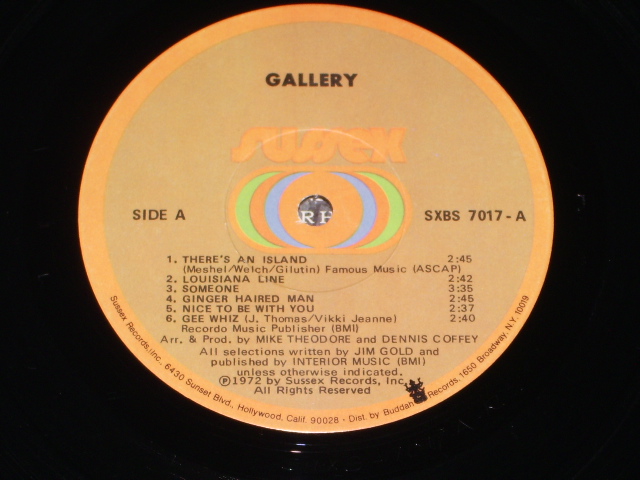 GALLERY
SUSSEX
SIDE A
SXBS 7017-A
RH
1. THERE'S AN ISLAND 2:45
(Meshel/Welch/Gilutin) Famous Music (ASCAP)
2. LOUISIANA LINE 2:42
3. SOMEONE 3:35
4. GINGER HAIRED MAN 2:45
5. NICE TO BE WITH YOU 2:37
6. GEE WHIZ (J. Thomas/Vikki Jeanne) 2:40
Recordo Music Publisher (BMI)
Arr. & Prod. by MIKE THEODORE and DENNIS COFFEY
All selections written by JIM GOLD and
published by INTERIOR MUSIC (BMI)
unless otherwise indicated.
Ⓟ1972 by Sussex Records, Inc.
All Rights Reserved
Sussex Records, Inc. 6430 Sunset Blvd., Hollywood, Calif. 90028 • Dist. by Buddah Records, 1650 Broadway, N.Y. 10019